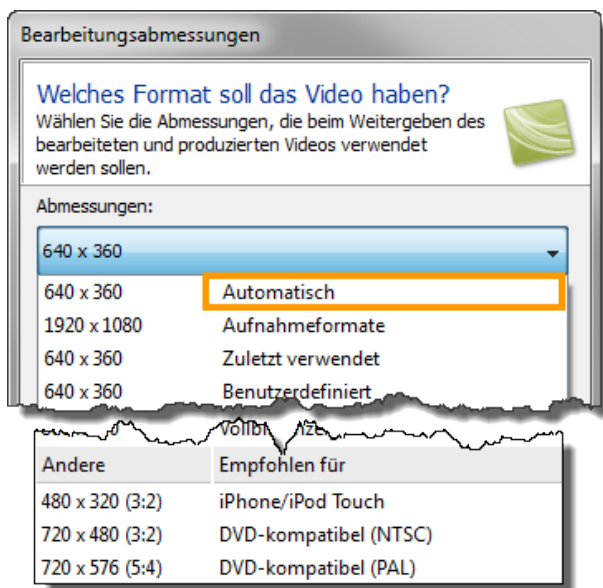 Bearbeitungsabmessungen
Welches Format soll das Video haben?
Wählen Sie die Abmessungen, die beim Weitergeben des
bearbeiteten und produzierten Videos verwendet
werden sollen.
Abmessungen:
640 x 360
640 x 360 Automatisch
1920 x 1080 Aufnahmeformate
640 x 360 Zuletzt verwendet
640 x 360 Benutzerdefiniert
Andere Empfohlen für
480 x 320 (3:2) iPhone/iPod Touch
720 x 480 (3:2) DVD-kompatibel (NTSC)
720 x 576 (5:4) DVD-kompatibel (PAL)